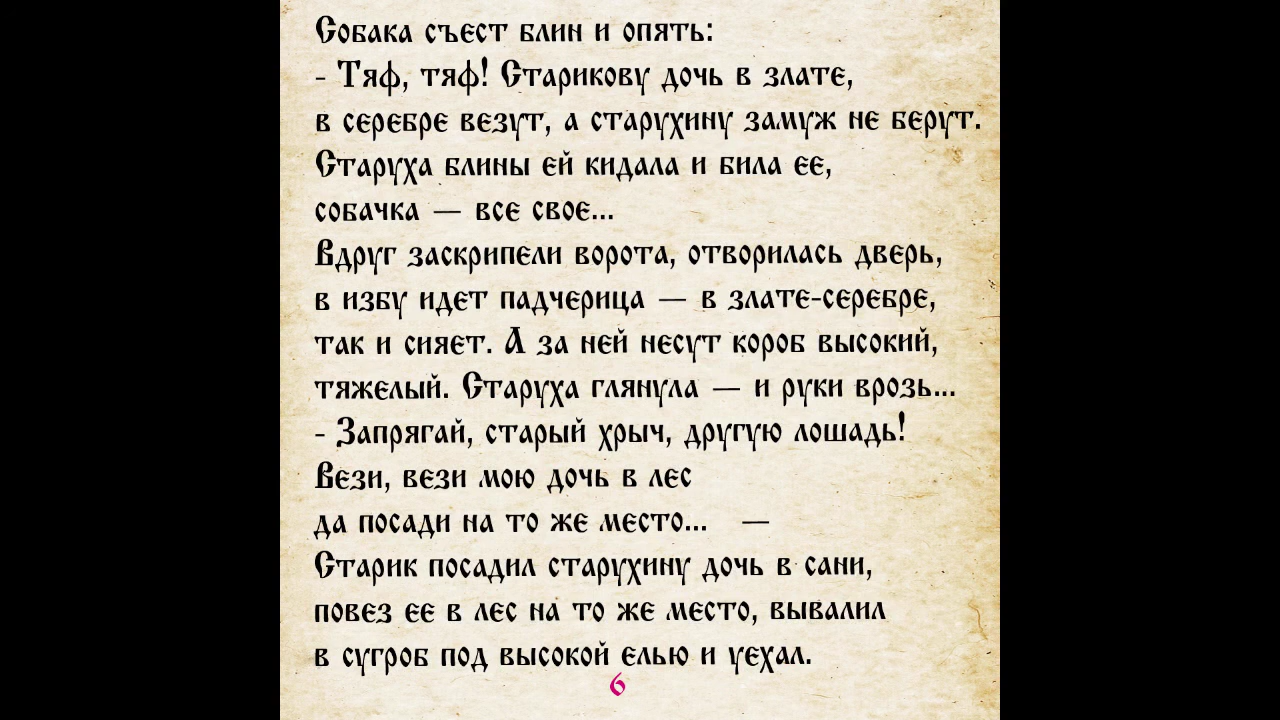 Собака съест блин и опять:
- Тяф, тяф! Старикову дочь в злате,
в серебре везут, а старухину замуж не берут.
Старуха блины ей кидала и била ее,
собачка — все свое...
Вдруг заскрипели ворота, отворилась дверь,
в избу идет падчерица — в злате-серебре,
так и сияет. А за ней несут короб высокий,
тяжелый. Старуха глянула — и руки врозь...
- Запрягай, старый хрыч, другую лошадь!
Вези, вези мою дочь в лес
да посади на то же место... —
Старик посадил старухину дочь в сани,
повез ее в лес на то же место, вывалил
в сугроб под высокой елью и уехал.
6